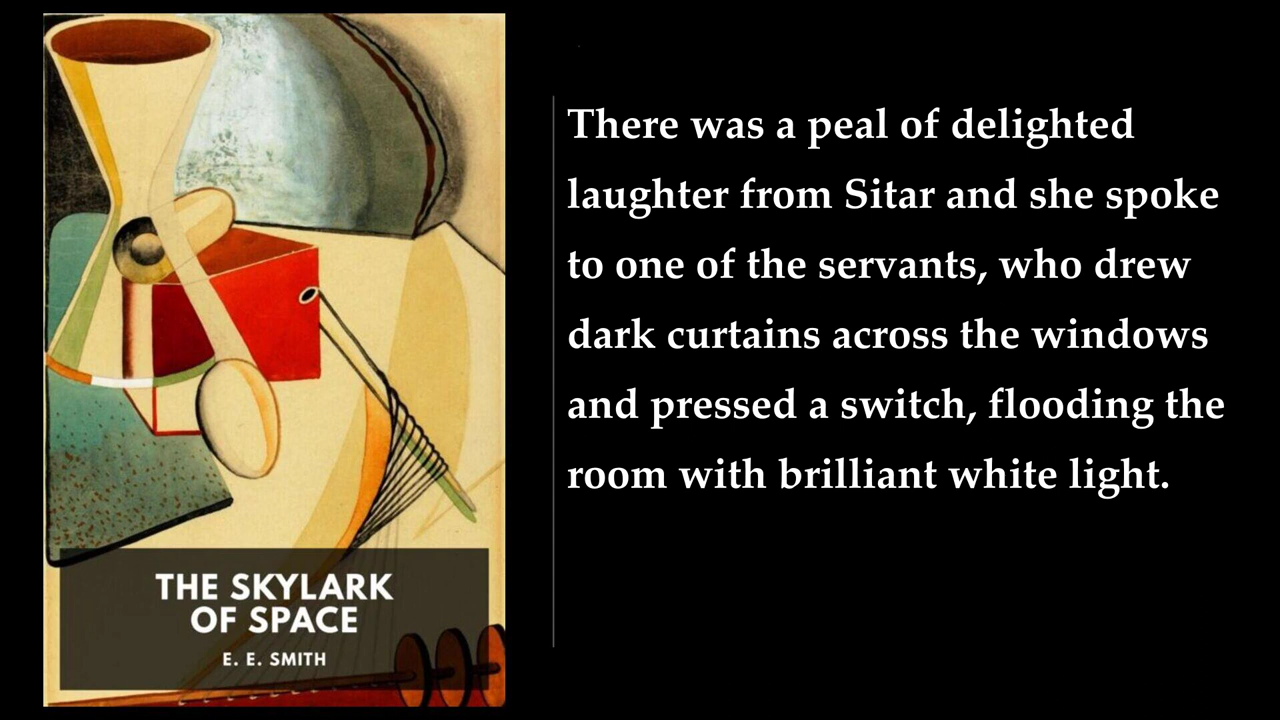 THE SKYLARK
OF SPACE
E. E. SMITH
There was a peal of delighted
laughter from Sitar and she spoke
to one of the servants, who drew
dark curtains across the windows
and pressed a switch, flooding the
room with brilliant white light.